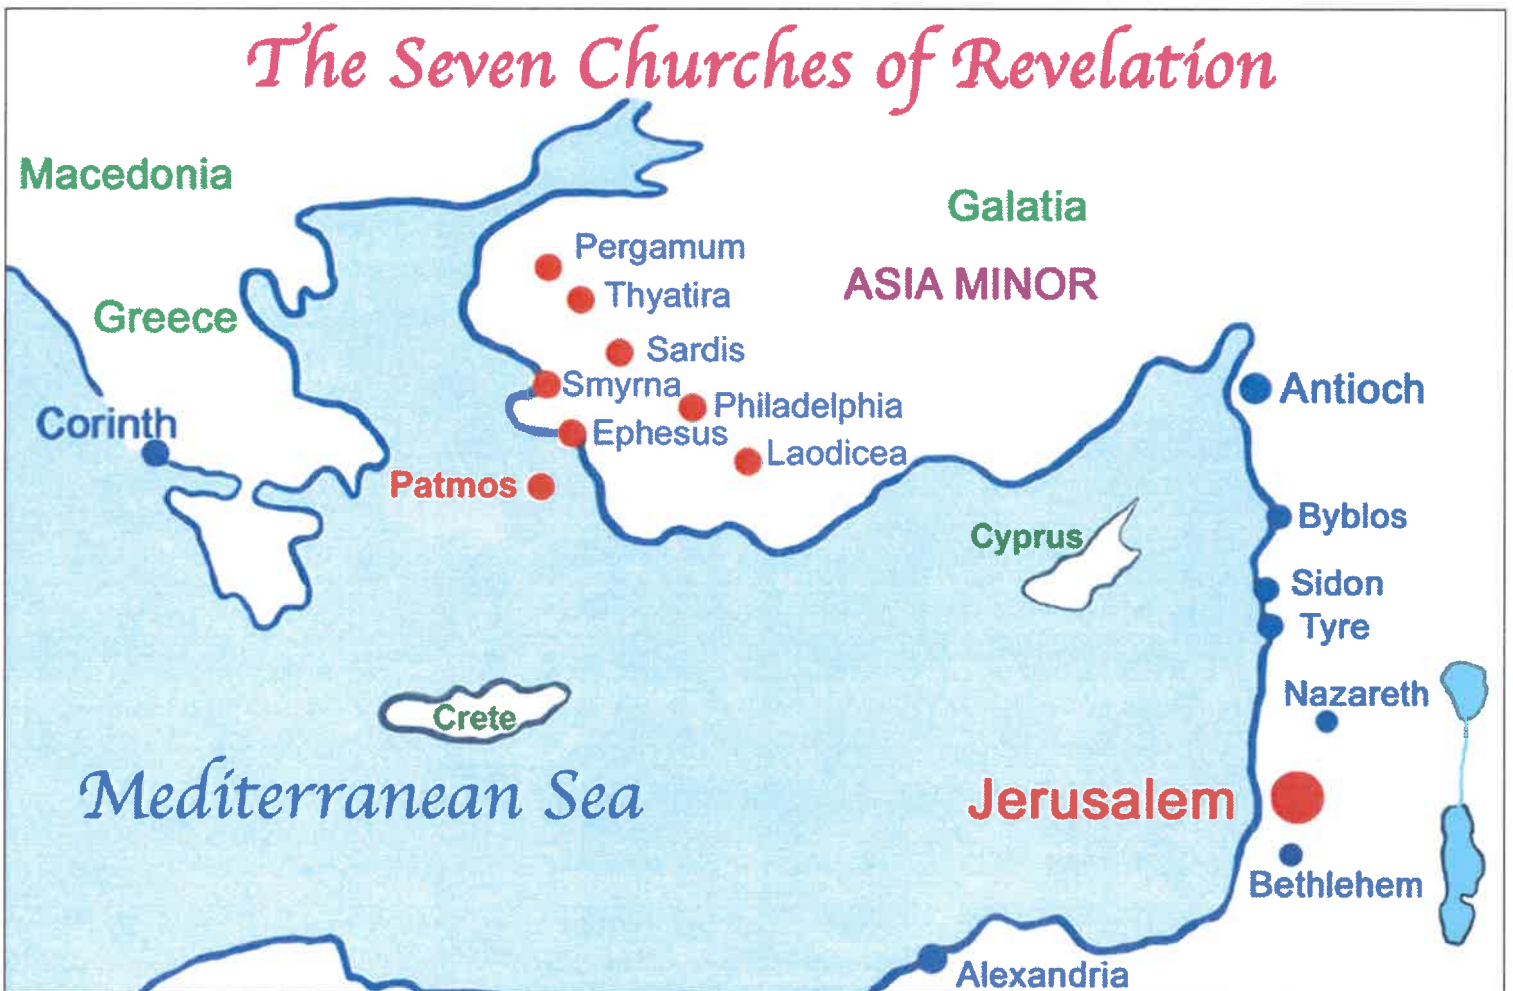 The Seven Churches of Revelation
Macedonia
Galatia
Pergamum
ASIA MINOR
Thyatira
Greece
Sardis
Smyrna
Antioch
Philadelphia
Corinth
Ephesus
Laodicea
Patmos
Byblos
Cyprus
Sidon
Tyre
Nazareth
Crete
Mediterranean Sea
Jerusalem
Bethlehem
Alexandria